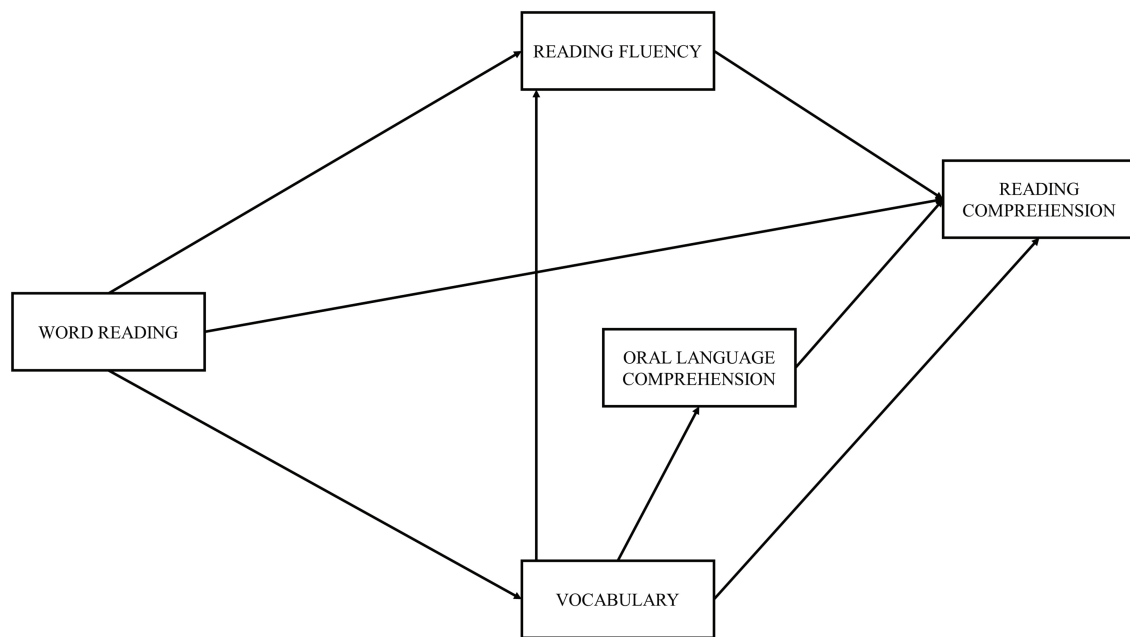 READING FLUENCY
READING
COMPREHENSION
WORD READING
ORAL LANGUAGE
COMPREHENSION
VOCABULARY